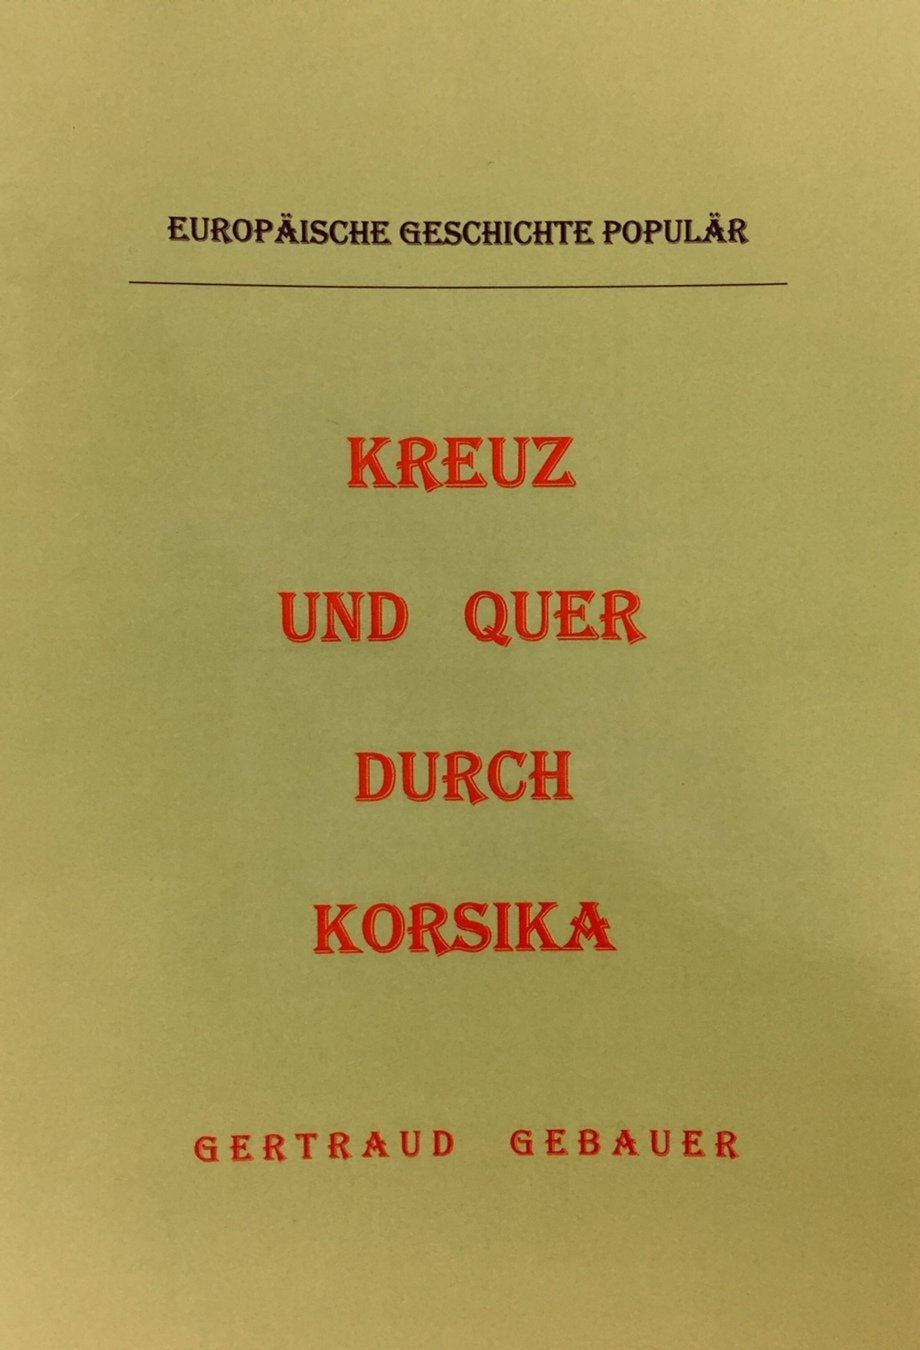 EUROPÄISCHE GESCHICHTE POPULÄR
KREUZ
UND QUER
DURCH
KORSIKA
GERTRAUD GEBAUER